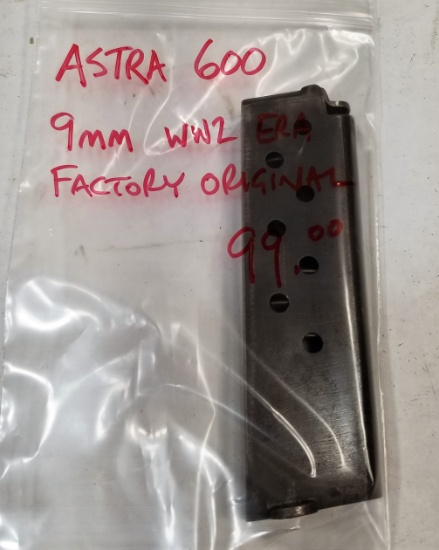 ASTRA 600
9mm WW2 ERA
FACTORY ORIGINAL
99.00